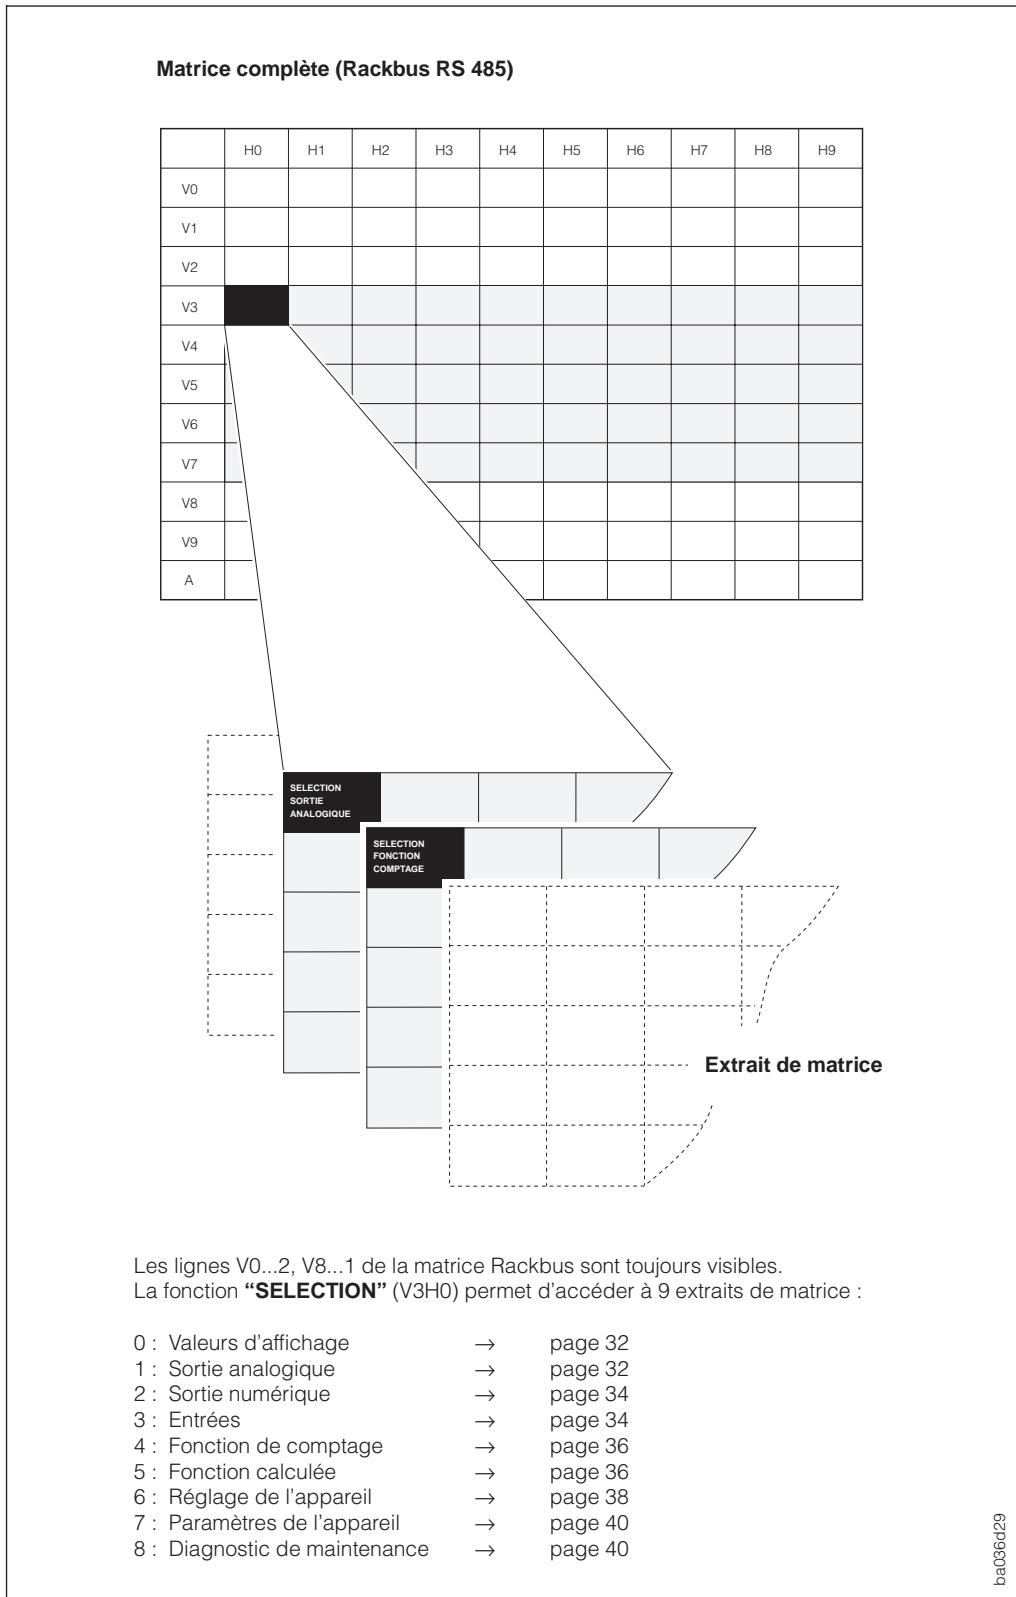 Matrice complète (Rackbus RS 485)
H0 H1 H2 H3 H4 H5 H6 H7 H8 H9
V0
V1
V2
V3
V4
V5
V6
V7
V8
V9
A
SELECTION
SORTIE
ANALOGIQUE
SELECTION
FONCTION
COMPTAGE
Extrait de matrice
Les lignes V0...2, V8...1 de la matrice Rackbus sont toujours visibles.
La fonction “SELECTION” (V3H0) permet d’accéder à 9 extraits de matrice :
0 : Valeurs d’affichage → page 32
1 : Sortie analogique → page 32
2 : Sortie numérique → page 34
3 : Entrées → page 34
4 : Fonction de comptage → page 36
5 : Fonction calculée → page 36
6 : Réglage de l’appareil → page 38
7 : Paramètres de l’appareil → page 40
8 : Diagnostic de maintenance → page 40
ba036d29